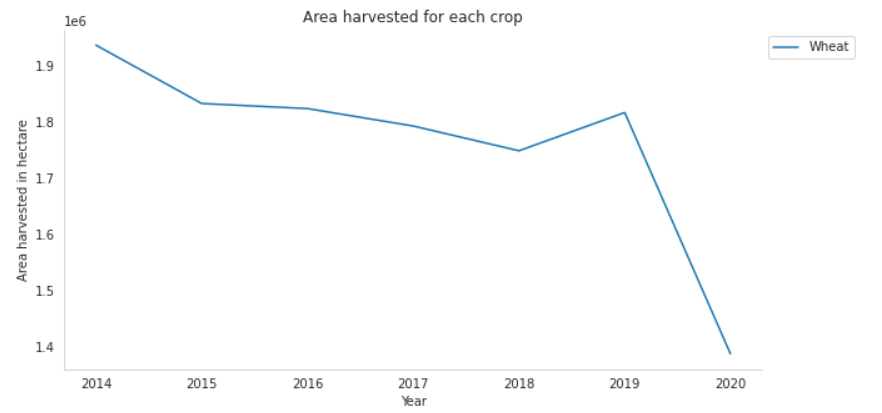 Area harvested for each crop
1e6
Wheat
1.9
1.8
1.7
1.6
1.5
1.4
Area harvested in hectare
2014 2015 2016 2017 2018 2019 2020
Year